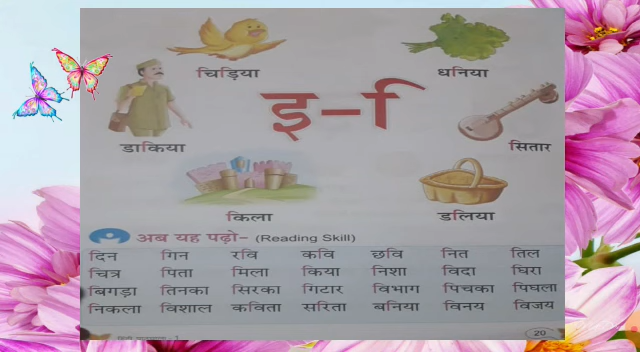 चिड़िया धनिया
इ–ि
डाकिया सितार
किला डलिया
अब यह पढ़ो– (Reading Skill)
दिन गिन रवि कवि छवि नित तिल
चित्र पिता मिला किया निशा विदा घिरा
बिगड़ा तिनका सिरका गिटार विभाग पिचका पिघला
निकला विशाल कविता सरिता बनिया विनय विजय
20